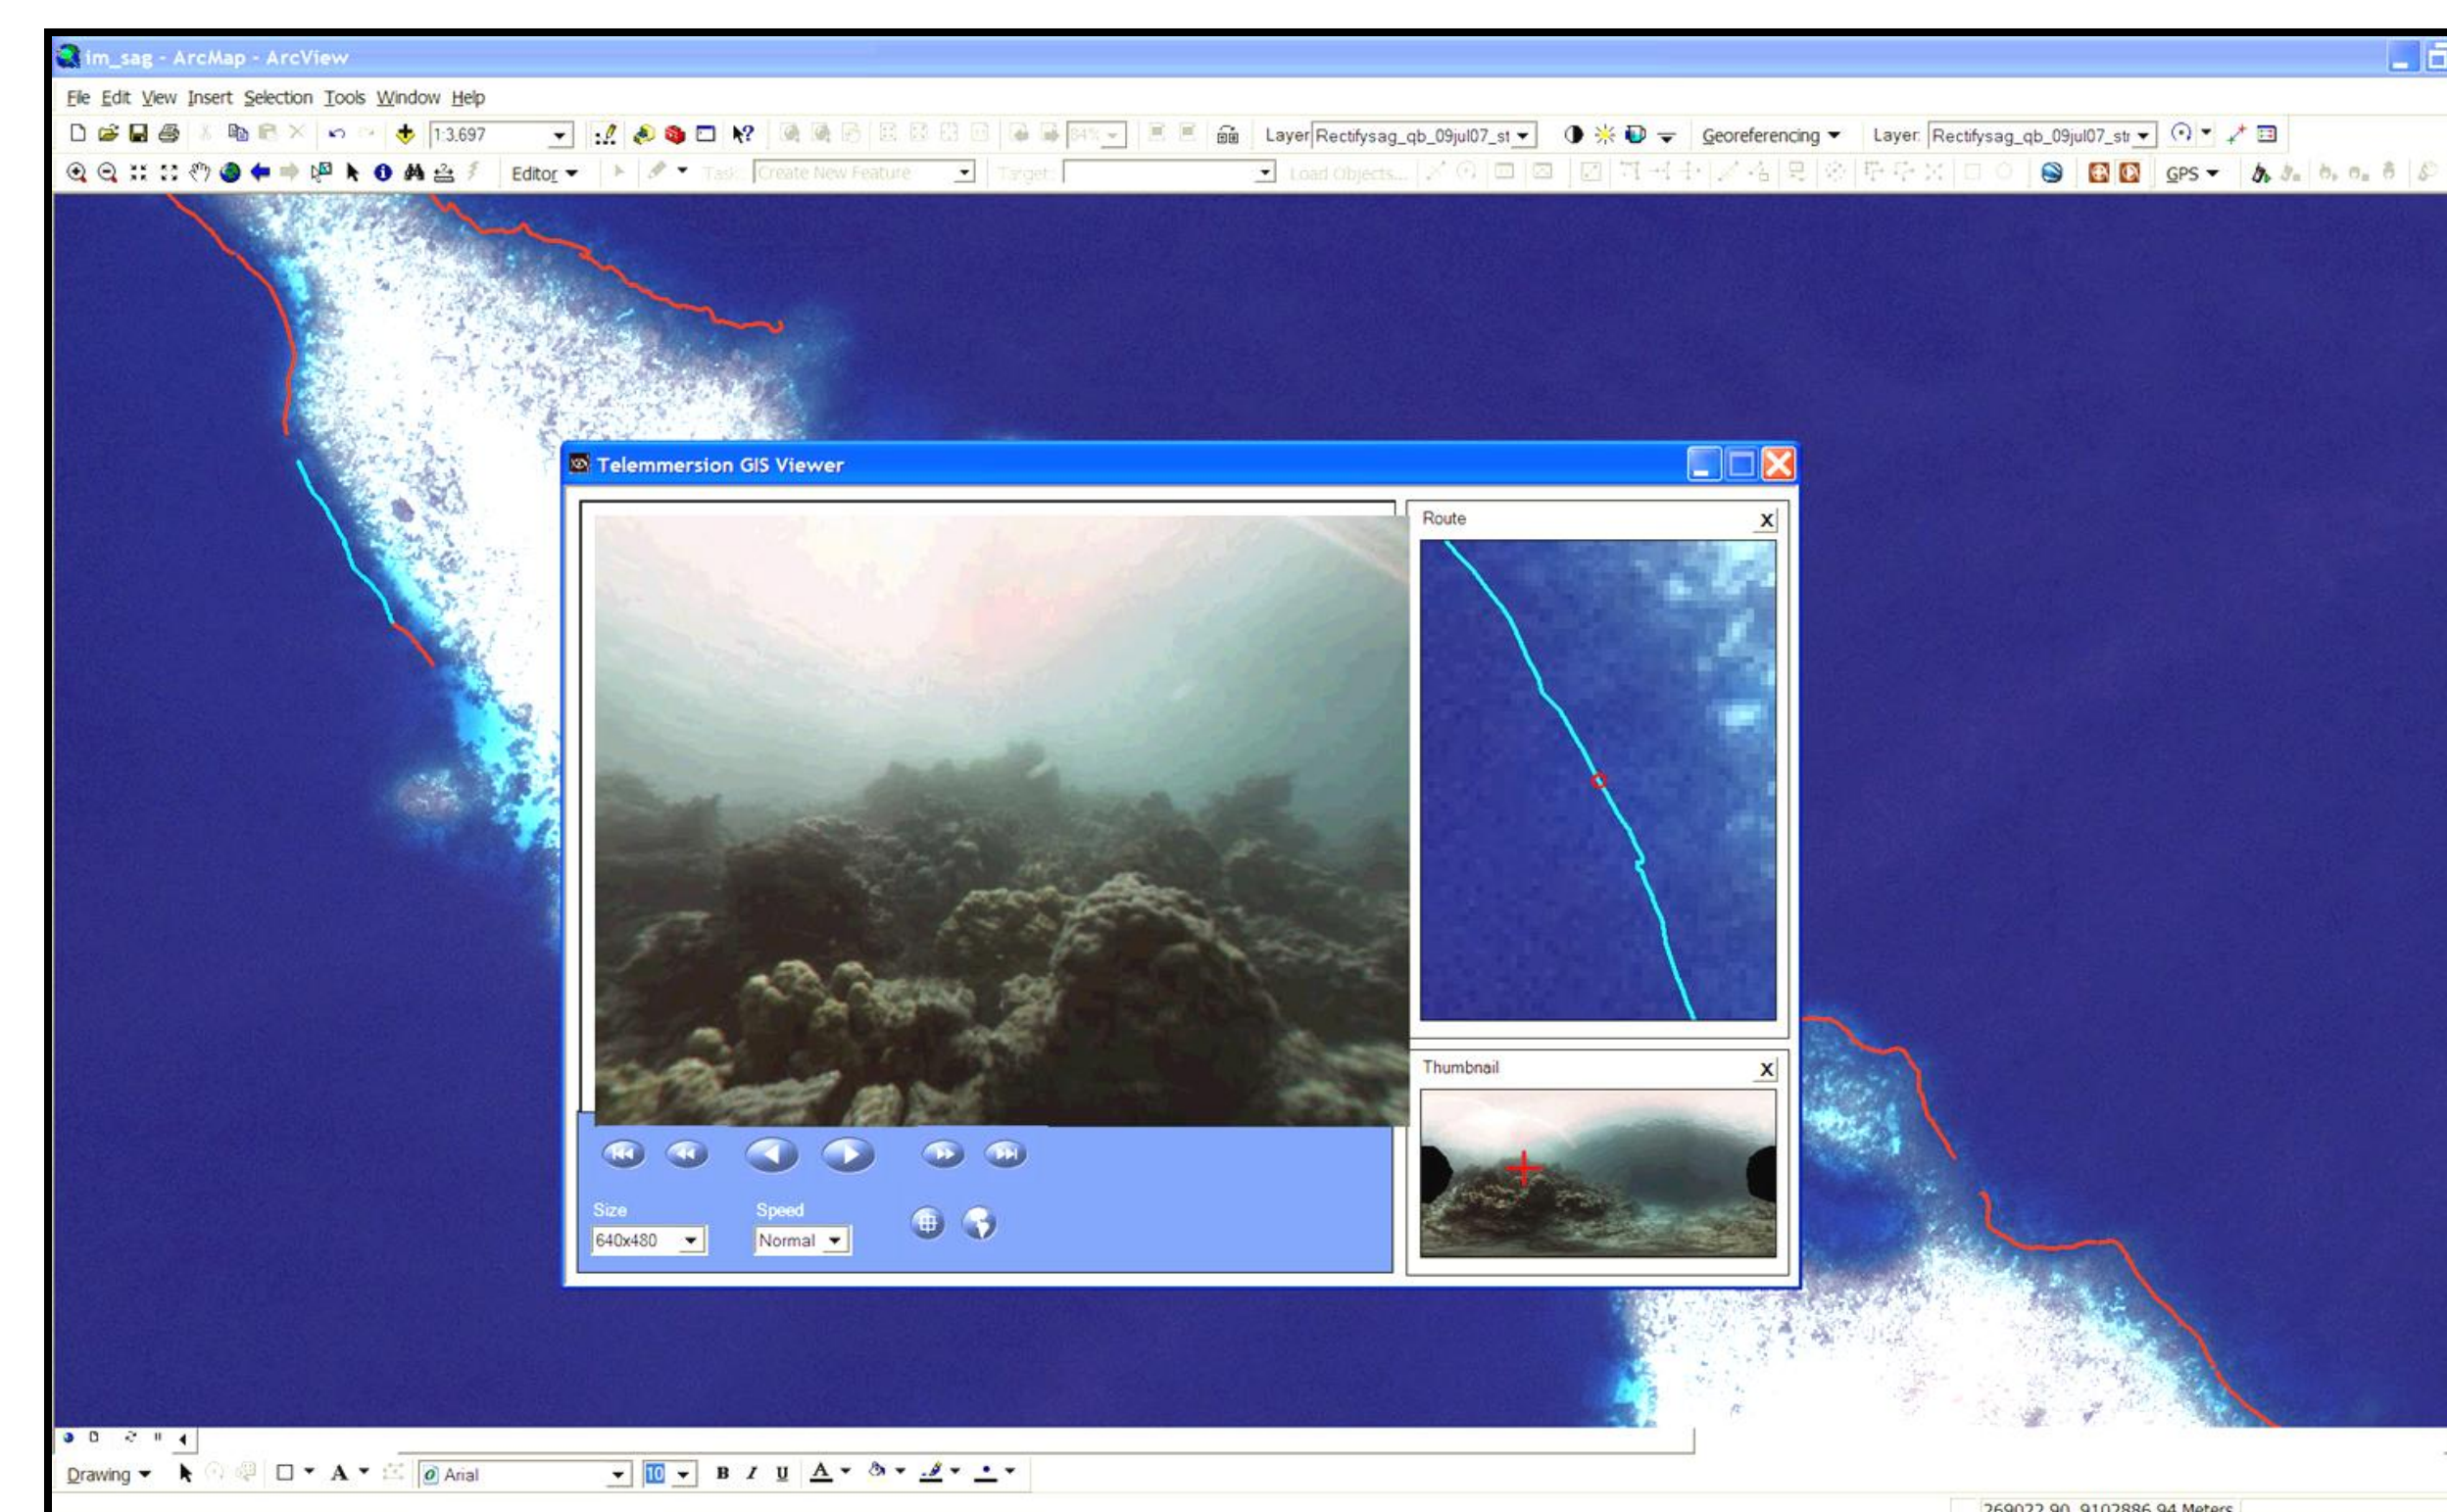 im_sag - ArcMap - ArcView
File Edit View Insert Selection Tools Window Help
1:3,697 84% Layer Rectifysag_qb_09jul07_st Georeferencing Layer: Rectifysag_qb_09jul07_str
Editor Task: Create New Feature Target: Load Objects... GPS
Telemmersion GIS Viewer
Route X
Thumbnail X
Size Speed
640x480 Normal
Drawing A Arial 10 B I U A
269022.90 9102886.94 Meters